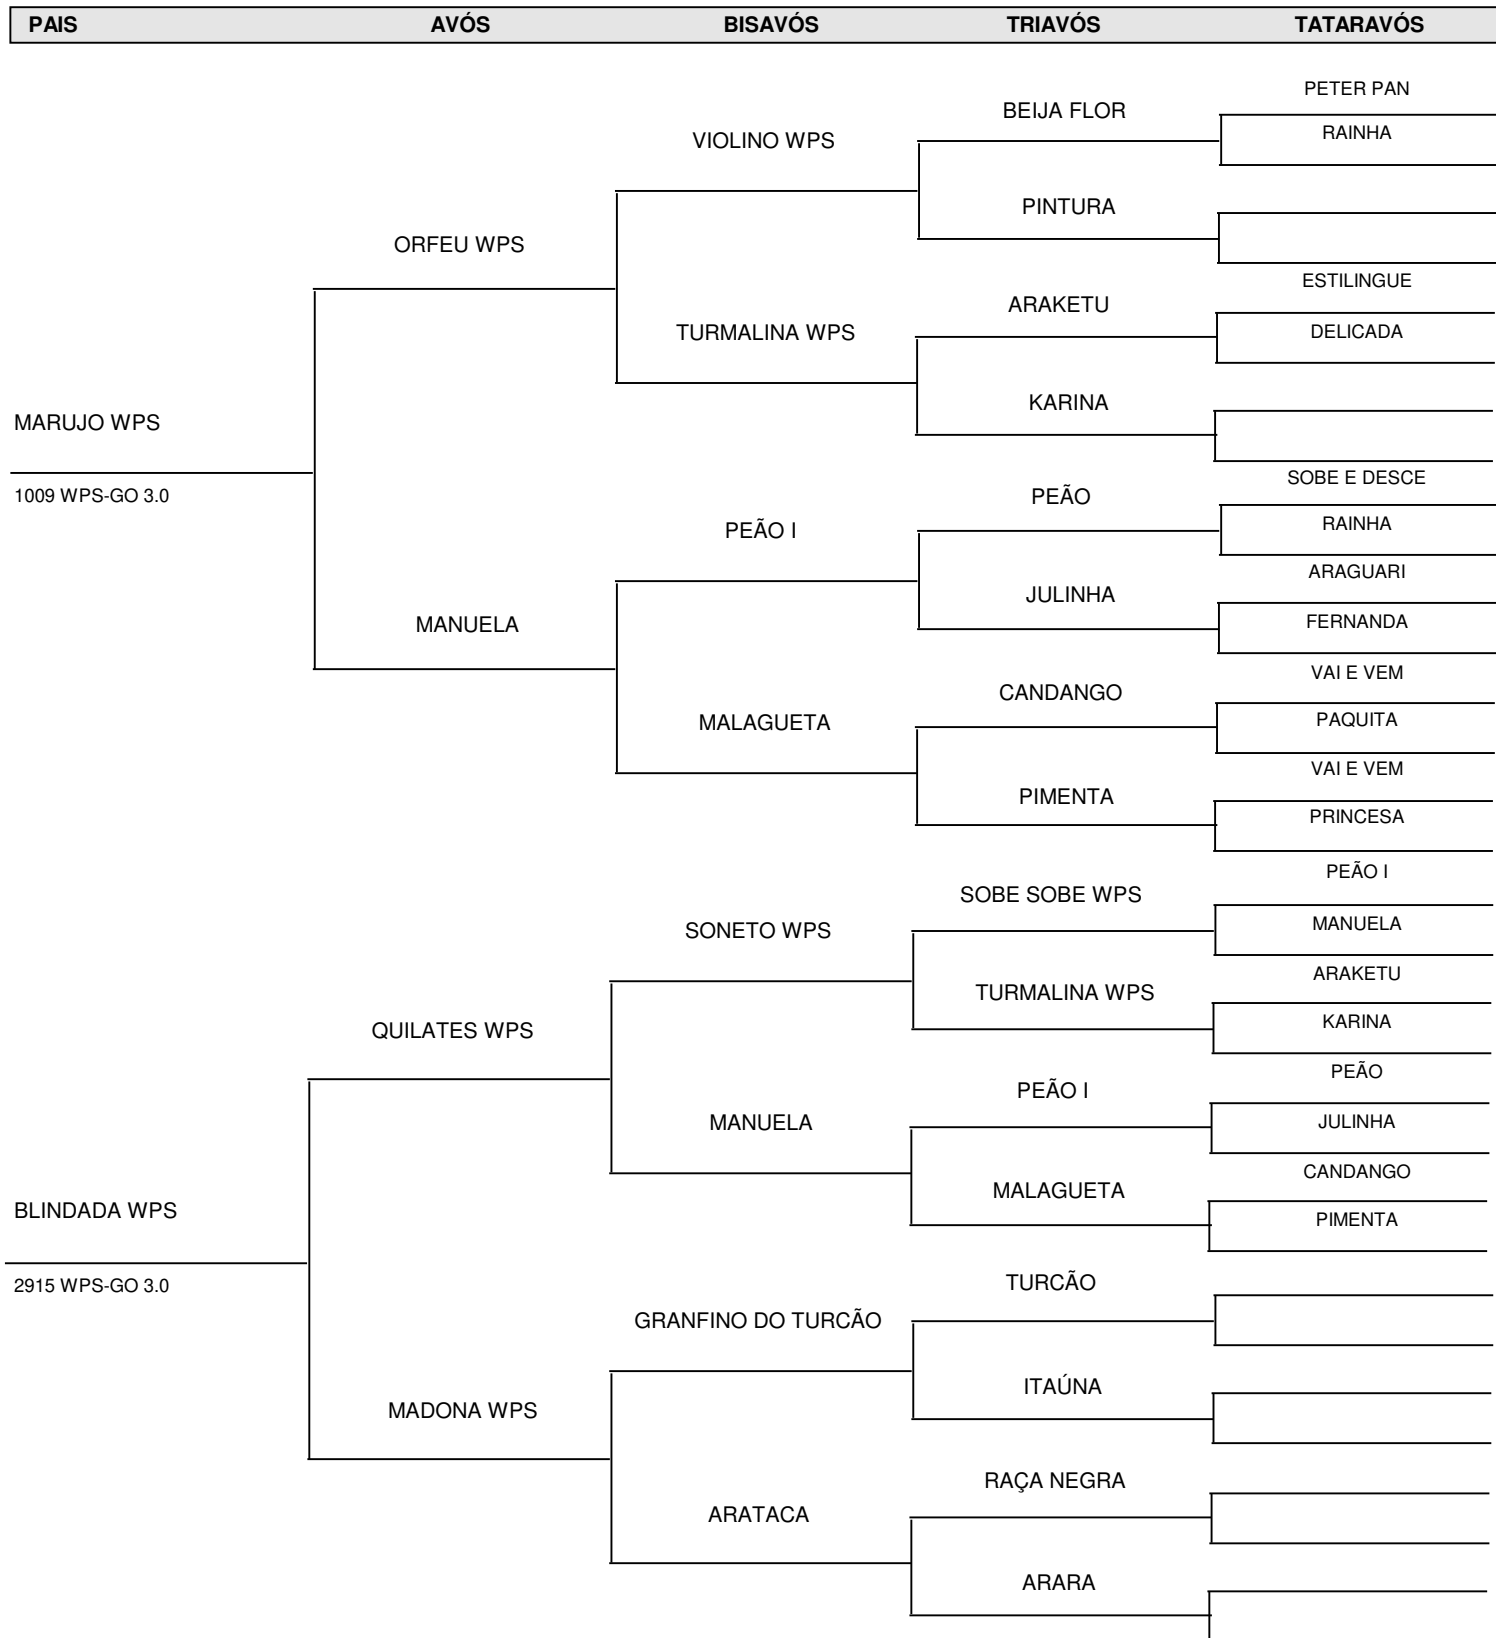 PAIS AVÓS BISAVÓS TRIAVÓS TATARAVÓS
PETER PAN
BEIJA FLOR
RAINHA
VIOLINO WPS
PINTURA
ORFEU WPS
ESTILINGUE
ARAKETU
TURMALINA WPS
DELICADA
KARINA
MARUJO WPS
SOBE E DESCE
1009 WPS-GO 3.0
PEÃO
RAINHA
PEÃO I
ARAGUARI
JULINHA
FERNANDA
MANUELA
VAI E VEM
CANDANGO
PAQUITA
MALAGUETA
VAI E VEM
PIMENTA
PRINCESA
PEÃO I
SOBE SOBE WPS
MANUELA
SONETO WPS
ARAKETU
TURMALINA WPS
KARINA
QUILATES WPS
PEÃO
PEÃO I
JULINHA
MANUELA
CANDANGO
MALAGUETA
BLINDADA WPS
PIMENTA
TURCÃO
2915 WPS-GO 3.0
GRANFINO DO TURCÃO
ITAÚNA
MADONA WPS
RAÇA NEGRA
ARATACA
ARARA